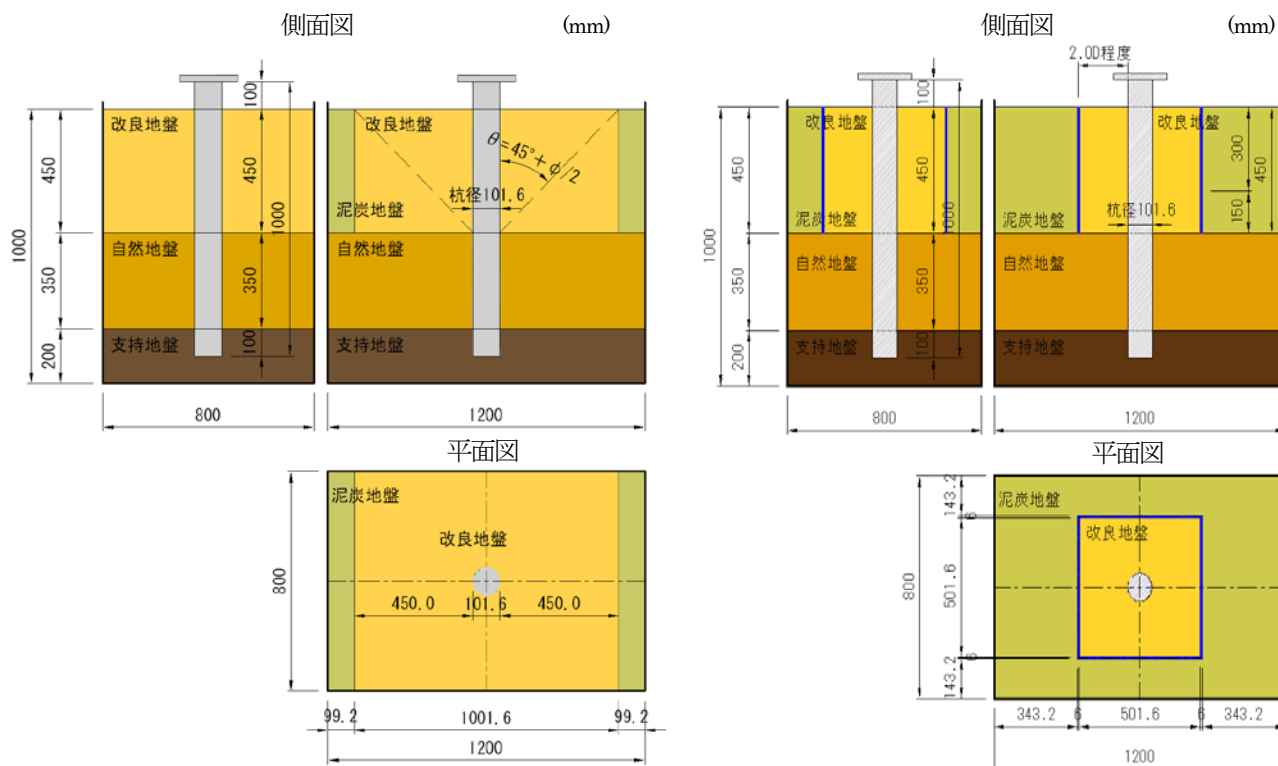 側面図
(mm)
100
改良地盤
改良地盤
450
450
θ=45°+φ/2
1000
1000
杭径101.6
泥炭地盤
自然地盤
自然地盤
350
350
支持地盤
支持地盤
200
100
800
1200
平面図
泥炭地盤
改良地盤
800
450.0
101.6
450.0
99.2
1001.6
99.2
1200
側面図
(mm)
2.0D程度
100
改良地盤
改良地盤
450
450
300
450
1000
1000
150
杭径101.6
泥炭地盤
泥炭地盤
自然地盤
自然地盤
350
350
支持地盤
支持地盤
200
100
800
1200
平面図
泥炭地盤
143.2
6
改良地盤
800
501.6
6
143.2
343.2
6
501.6
6
343.2
1200